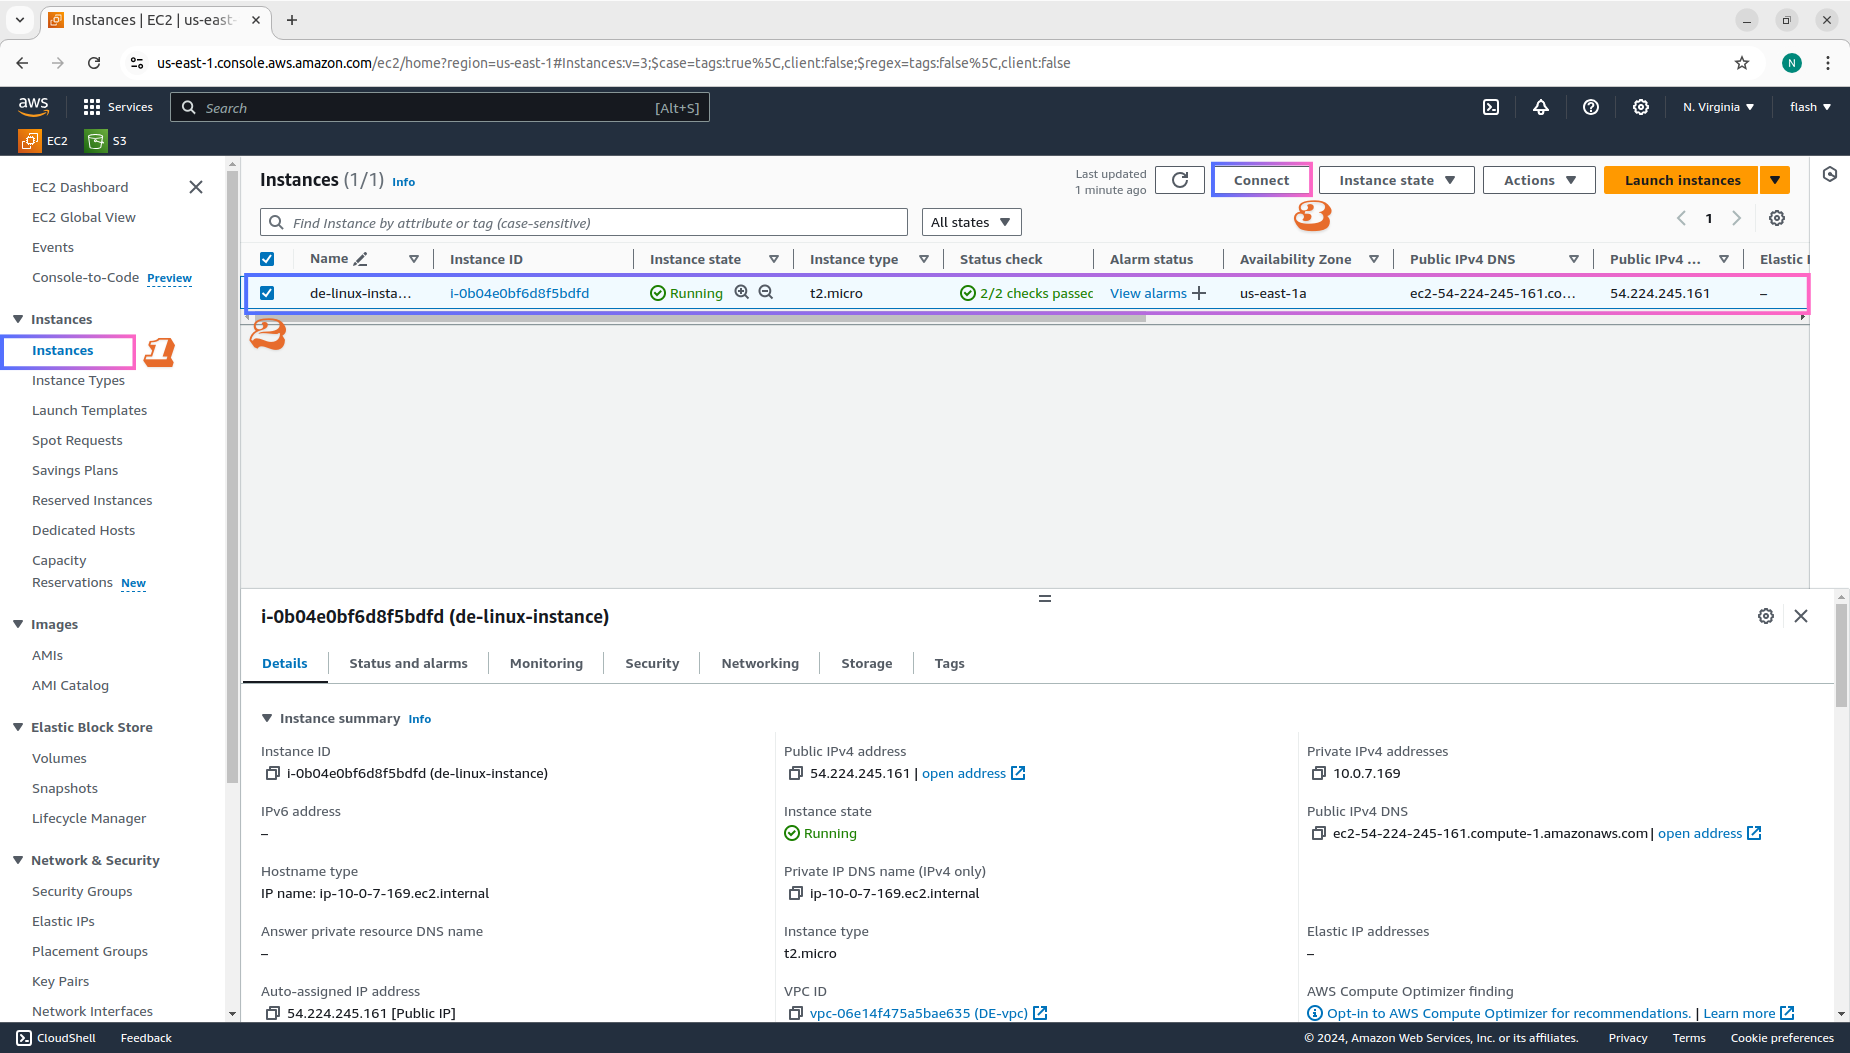 Instances | EC2 | us-east-
us-east-1.console.aws.amazon.com/ec2/home?region=us-east-1#Instances:v=3;$case=tags:true%5C,client:false;$regex=tags:false%5C,client:false
N
aws
Services
Search
[Alt+S]
N. Virginia
flash
EC2
S3
EC2 Dashboard
EC2 Global View
Events
Console-to-Code Preview
Instances
Instances
1
Instance Types
Launch Templates
Spot Requests
Savings Plans
Reserved Instances
Dedicated Hosts
Capacity
Reservations New
Images
AMIs
AMI Catalog
Elastic Block Store
Volumes
Snapshots
Lifecycle Manager
Network & Security
Security Groups
Elastic IPs
Placement Groups
Key Pairs
Network Interfaces
Instances (1/1) Info
Last updated
1 minute ago
Connect
Instance state
Actions
Launch instances
3
Find Instance by attribute or tag (case-sensitive)
All states
1
Name
Instance ID
Instance state
Instance type
Status check
Alarm status
Availability Zone
Public IPv4 DNS
Public IPv4 ...
Elastic I
de-linux-insta...
i-0b04e0bf6d8f5bdfd
Running
t2.micro
2/2 checks passed
View alarms
us-east-1a
ec2-54-224-245-161.co...
54.224.245.161
–
2
i-0b04e0bf6d8f5bdfd (de-linux-instance)
Details
Status and alarms
Monitoring
Security
Networking
Storage
Tags
Instance summary Info
Instance ID
i-0b04e0bf6d8f5bdfd (de-linux-instance)
Public IPv4 address
54.224.245.161 | open address
Private IPv4 addresses
10.0.7.169
IPv6 address
–
Instance state
Running
Public IPv4 DNS
ec2-54-224-245-161.compute-1.amazonaws.com | open address
Hostname type
IP name: ip-10-0-7-169.ec2.internal
Private IP DNS name (IPv4 only)
ip-10-0-7-169.ec2.internal
Answer private resource DNS name
–
Instance type
t2.micro
Elastic IP addresses
–
Auto-assigned IP address
54.224.245.161 [Public IP]
VPC ID
vpc-06e14f475a5bae635 (DE-vpc)
AWS Compute Optimizer finding
Opt-in to AWS Compute Optimizer for recommendations. | Learn more
CloudShell
Feedback
© 2024, Amazon Web Services, Inc. or its affiliates.
Privacy
Terms
Cookie preferences